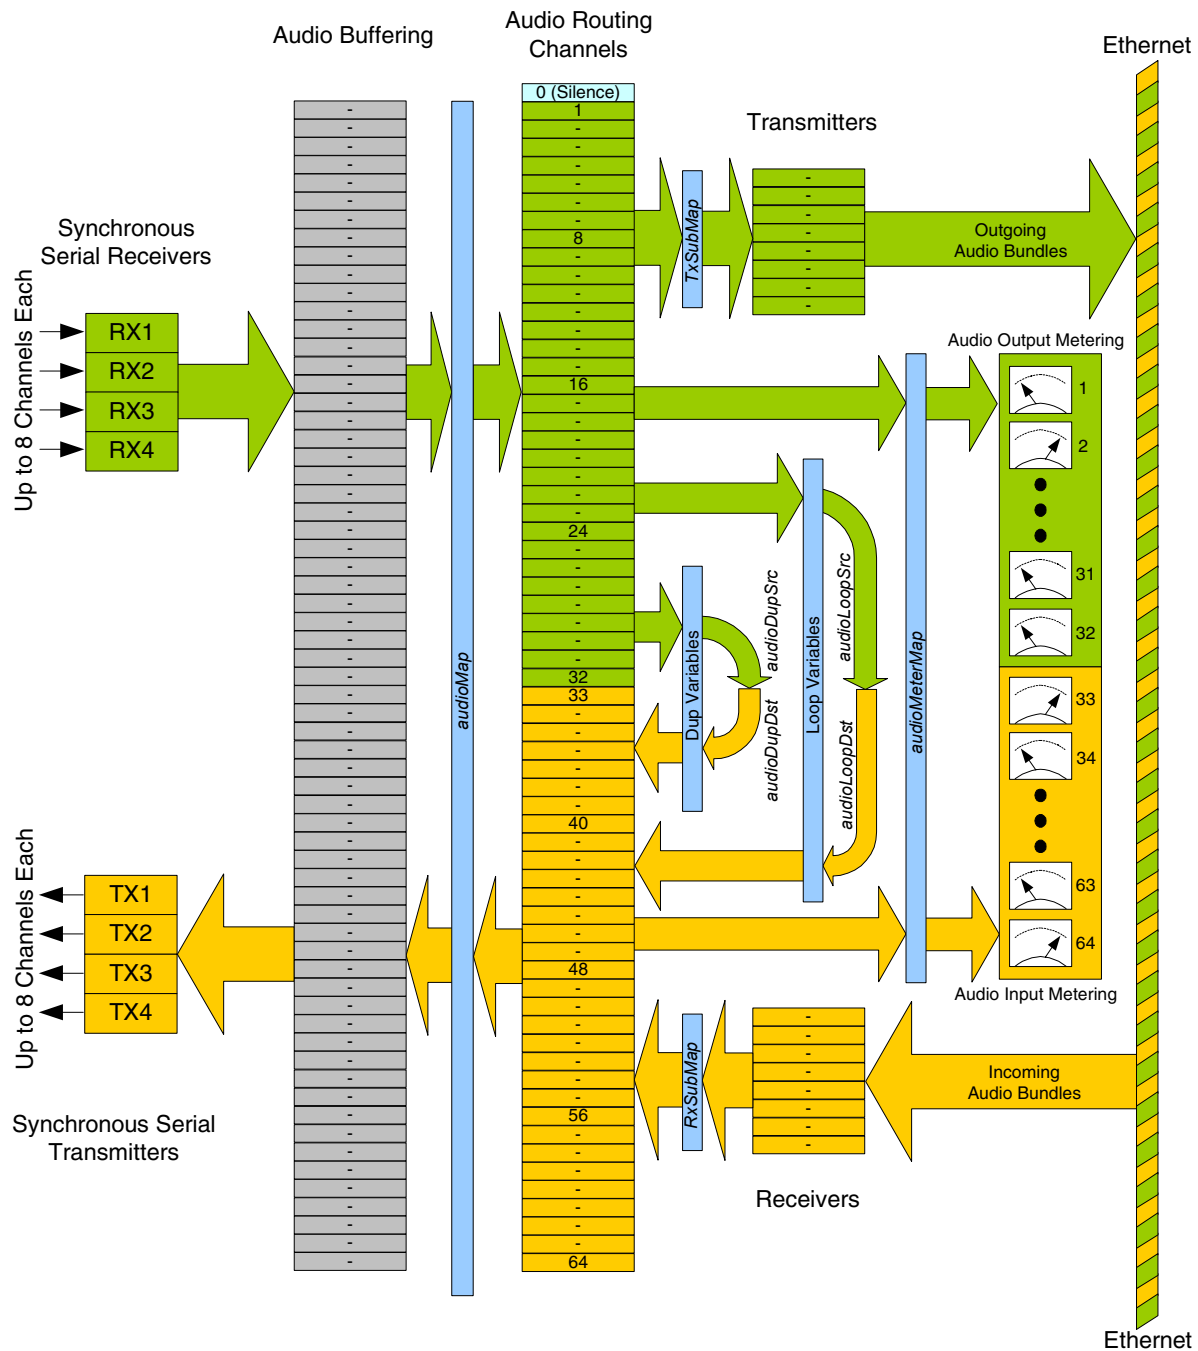 Audio Buffering
Audio Routing
Channels
Ethernet
0 (Silence)
1
-
-
-
-
-
-
8
-
-
-
-
-
-
-
16
-
-
-
-
-
-
-
24
-
-
-
-
-
-
-
32
33
-
-
-
-
-
-
40
-
-
-
-
-
-
-
48
-
-
-
-
-
-
-
56
-
-
-
-
-
-
-
64
Transmitters
TxSubMap
-
-
-
-
-
-
-
-
Outgoing
Audio Bundles
Synchronous
Serial Receivers
Up to 8 Channels Each
RX1
RX2
RX3
RX4
audioMap
Audio Output Metering
1
2
31
32
33
34
63
64
Audio Input Metering
audioMeterMap
Loop Variables
audioLoopSrc
audioLoopDst
Dup Variables
audioDupSrc
audioDupDst
Up to 8 Channels Each
TX1
TX2
TX3
TX4
Synchronous Serial
Transmitters
RxSubMap
-
-
-
-
-
-
-
-
Incoming
Audio Bundles
Receivers
Ethernet